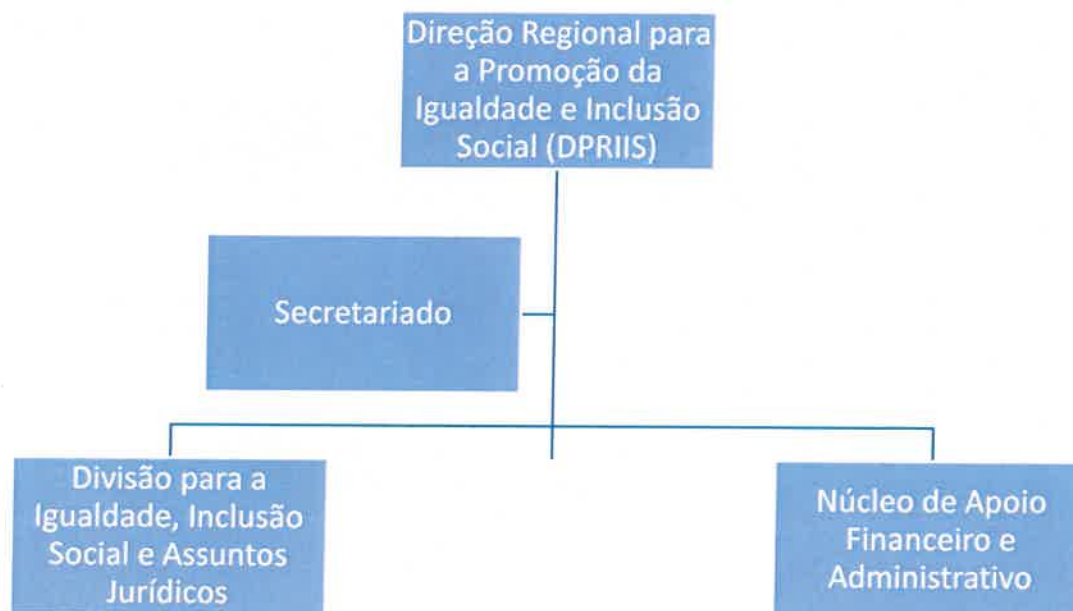 Direção Regional para
a Promoção da
Igualdade e Inclusão
Social (DPRIIS)
Secretariado
Divisão para a
Igualdade, Inclusão
Social e Assuntos
Jurídicos
Núcleo de Apoio
Financeiro e
Administrativo